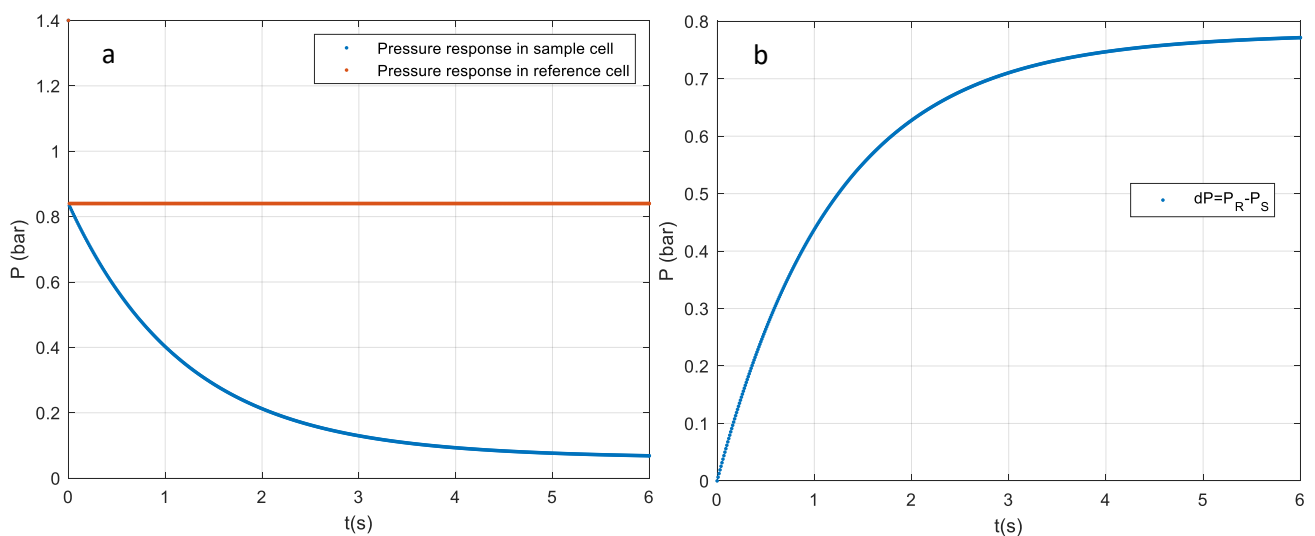 a
Pressure response in sample cell
Pressure response in reference cell
1.4
1.2
1
0.8
0.6
0.4
0.2
0
P (bar)
0 1 2 3 4 5 6
t(s)
b
dP=P_R-P_S
0.8
0.7
0.6
0.5
0.4
0.3
0.2
0.1
0
P (bar)
0 1 2 3 4 5 6
t(s)